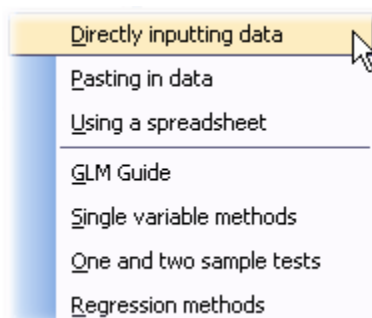 Directly inputting data
Pasting in data
Using a spreadsheet
GLM Guide
Single variable methods
One and two sample tests
Regression methods